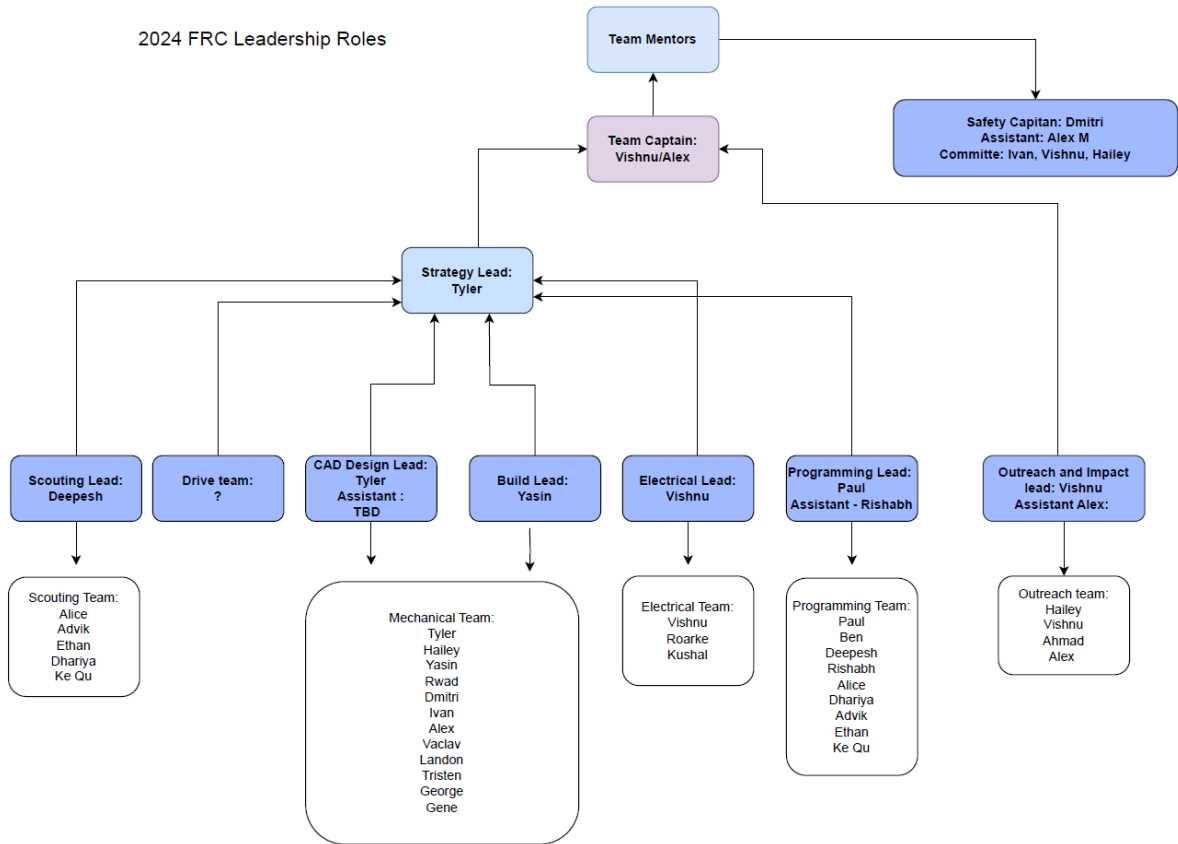 2024 FRC Leadership Roles
Team Mentors
Safety Capitan: Dmitri
Assistant: Alex M
Committe: Ivan, Vishnu, Hailey
Team Captain:
Vishnu/Alex
Strategy Lead:
Tyler
Scouting Lead:
Deepesh
Drive team:
?
CAD Design Lead:
Tyler
Assistant :
TBD
Build Lead:
Yasin
Electrical Lead:
Vishnu
Programming Lead:
Paul
Assistant - Rishabh
Outreach and Impact
lead: Vishnu
Assistant Alex:
Scouting Team:
Alice
Advik
Ethan
Dhariya
Ke Qu
Mechanical Team:
Tyler
Hailey
Yasin
Rwad
Dmitri
Ivan
Alex
Vaclav
Landon
Tristen
George
Gene
Electrical Team:
Vishnu
Roarke
Kushal
Programming Team:
Paul
Ben
Deepesh
Rishabh
Alice
Dhariya
Advik
Ethan
Ke Qu
Outreach team:
Hailey
Vishnu
Ahmad
Alex